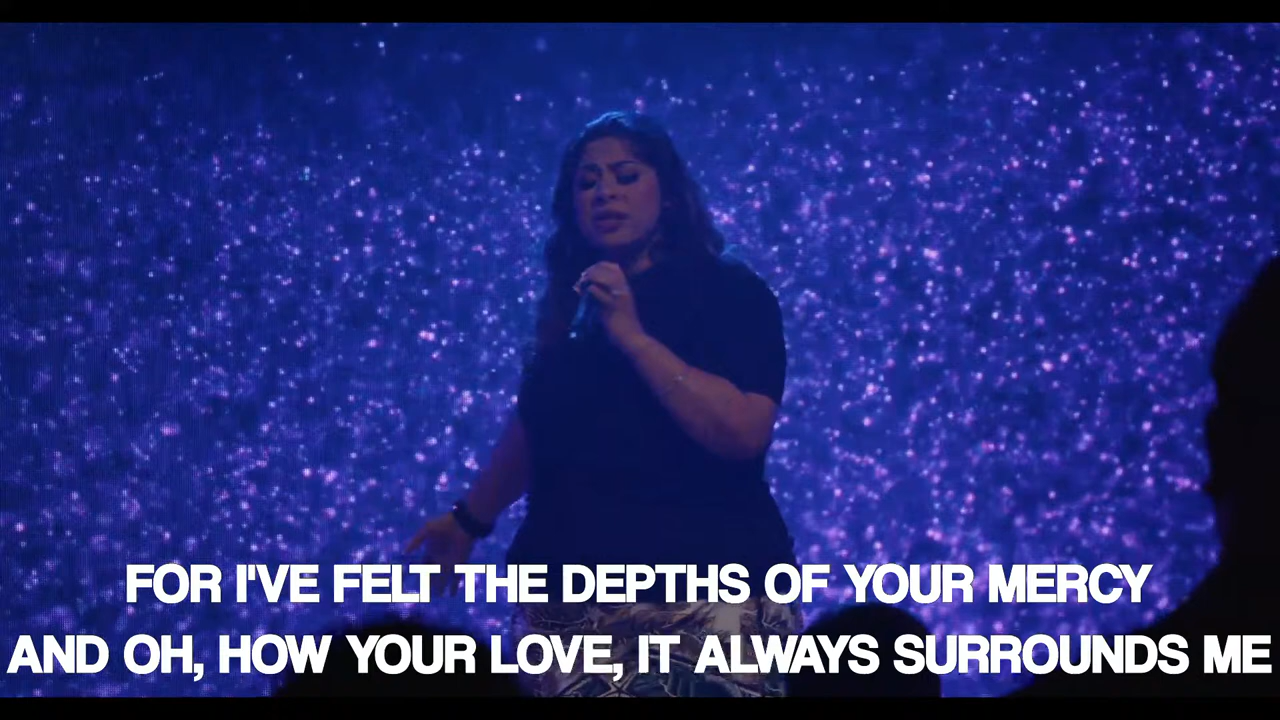 FOR I'VE FELT THE DEPTHS OF YOUR MERCY
AND OH, HOW YOUR LOVE, IT ALWAYS SURROUNDS ME